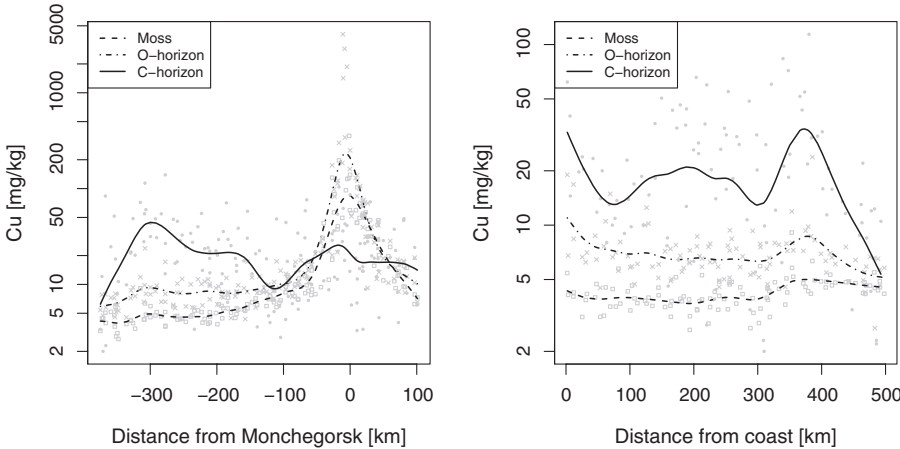 Moss
O−horizon
C−horizon
5000
1000
200
50
10
5
2
Cu [mg/kg]
−300
−200
−100
0
100
Distance from Monchegorsk [km]
Moss
O−horizon
C−horizon
100
50
20
10
5
2
Cu [mg/kg]
0
100
200
300
400
500
Distance from coast [km]